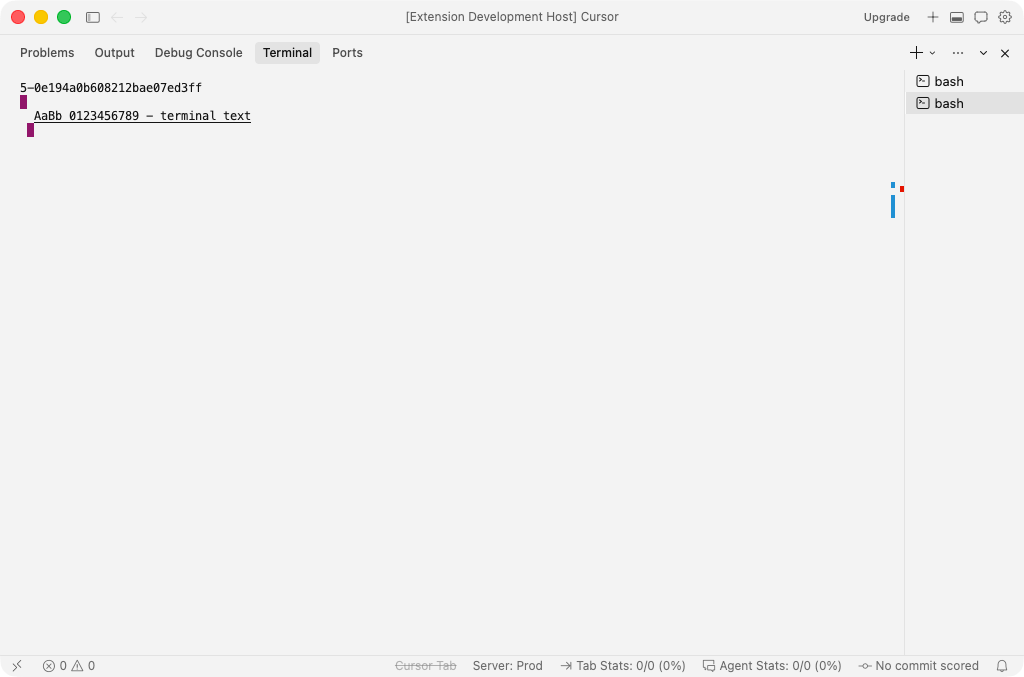 [Extension Development Host] Cursor
Upgrade
Problems Output Debug Console Terminal Ports
5-0e194a0b608212bae07ed3ff
AaBb 0123456789 - terminal text
bash
bash
0 0 Cursor Tab Server: Prod Tab Stats: 0/0 (0%) Agent Stats: 0/0 (0%) No commit scored